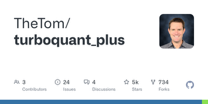 TheTom/
turboquant_plus
3
Contributors
24
Issues
4
Discussions
5k
Stars
734
Forks